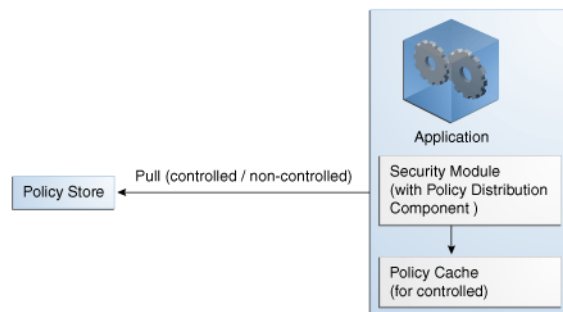 Application
Pull (controlled / non-controlled)
Policy Store
Security Module
(with Policy Distribution
Component )
Policy Cache
(for controlled)